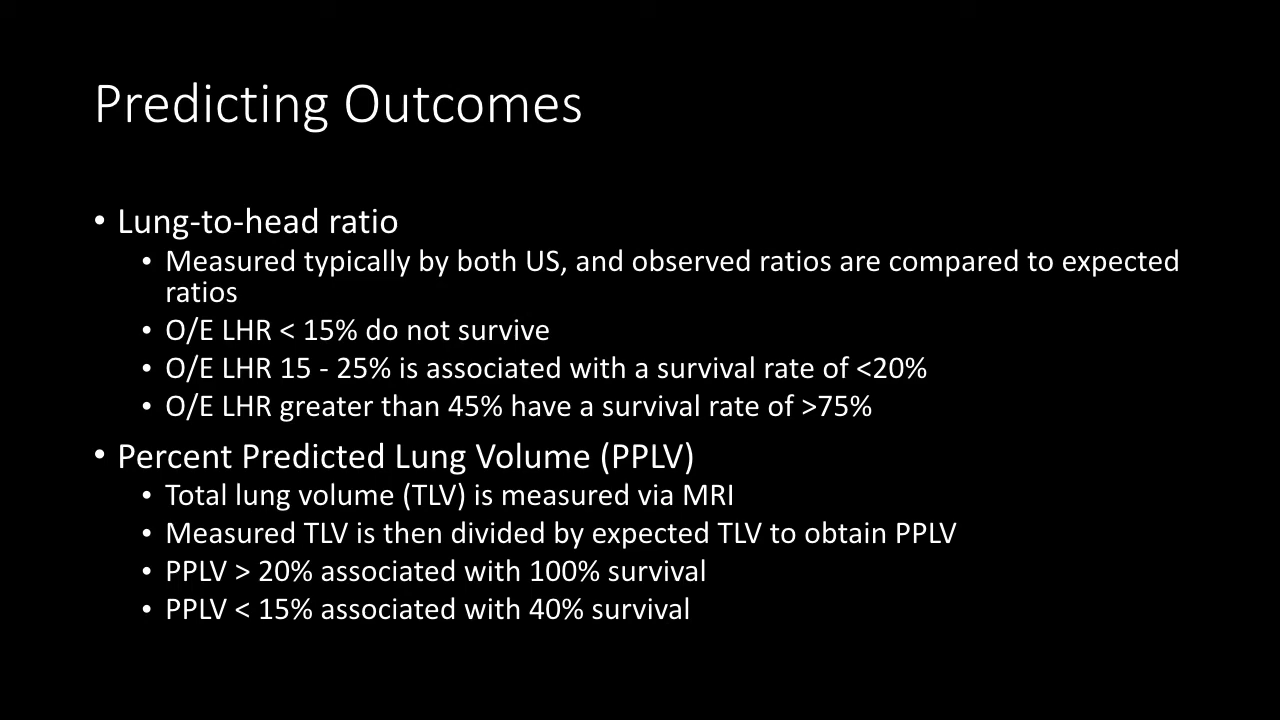 Predicting Outcomes
• Lung-to-head ratio
• Measured typically by both US, and observed ratios are compared to expected
ratios
• O/E LHR < 15% do not survive
• O/E LHR 15 - 25% is associated with a survival rate of <20%
• O/E LHR greater than 45% have a survival rate of >75%
• Percent Predicted Lung Volume (PPLV)
• Total lung volume (TLV) is measured via MRI
• Measured TLV is then divided by expected TLV to obtain PPLV
• PPLV > 20% associated with 100% survival
• PPLV < 15% associated with 40% survival